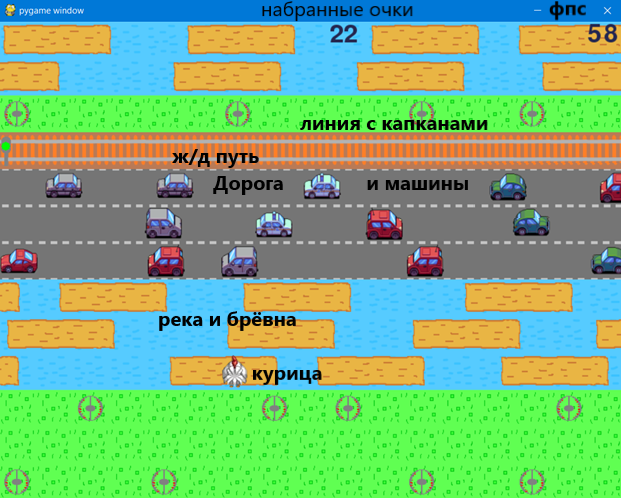 pygame window
набранные очки
фпс
22
58
линия с капканами
ж/д путь
Дорога и машины
река и брёвна
курица